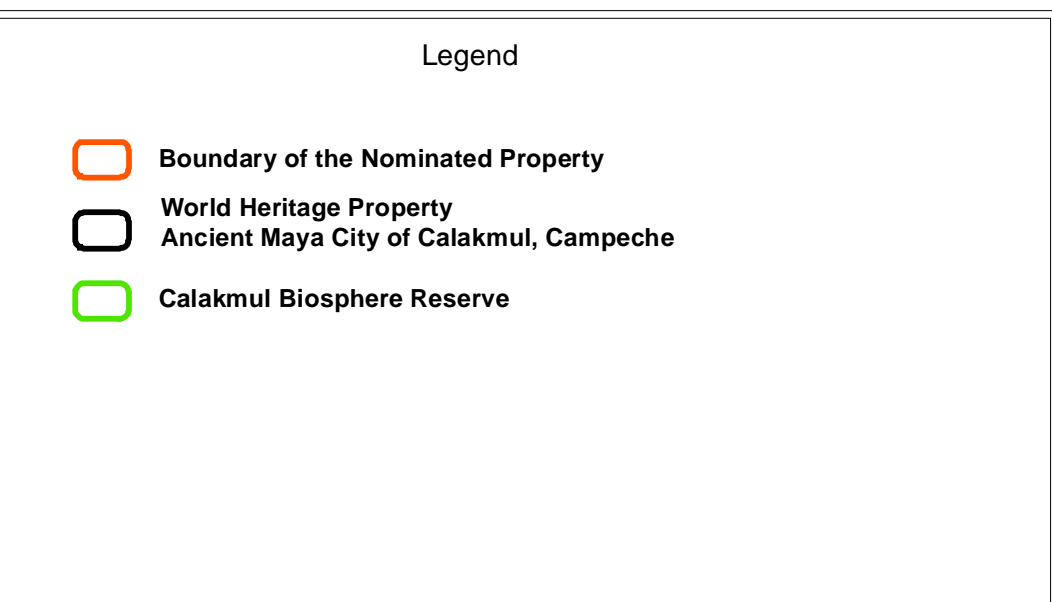 Legend
Boundary of the Nominated Property
World Heritage Property
Ancient Maya City of Calakmul, Campeche
Calakmul Biosphere Reserve